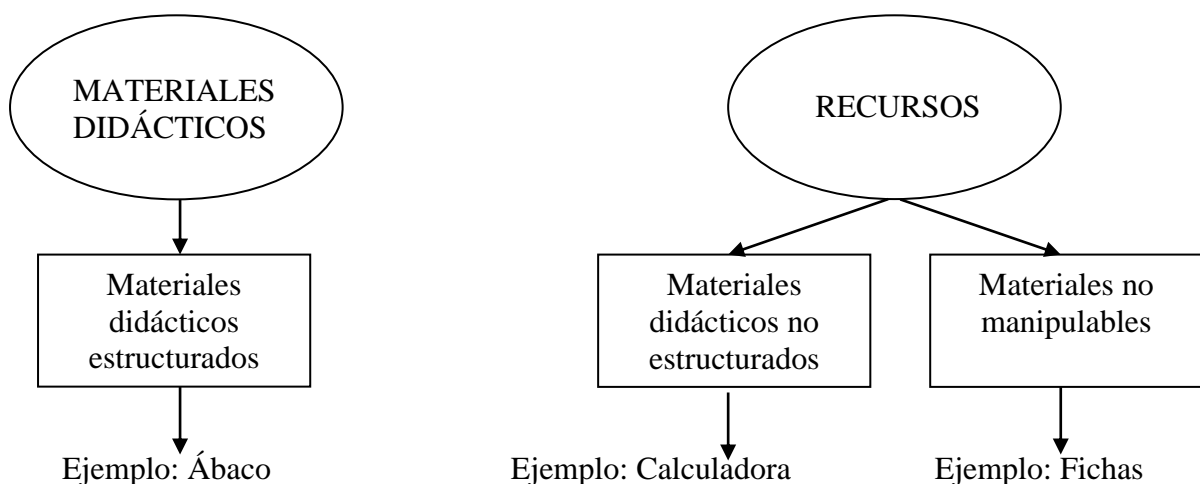 MATERIALES
DIDÁCTICOS
RECURSOS
Materiales
didácticos
estructurados
Materiales
didácticos no
estructurados
Materiales no
manipulables
Ejemplo: Ábaco
Ejemplo: Calculadora
Ejemplo: Fichas